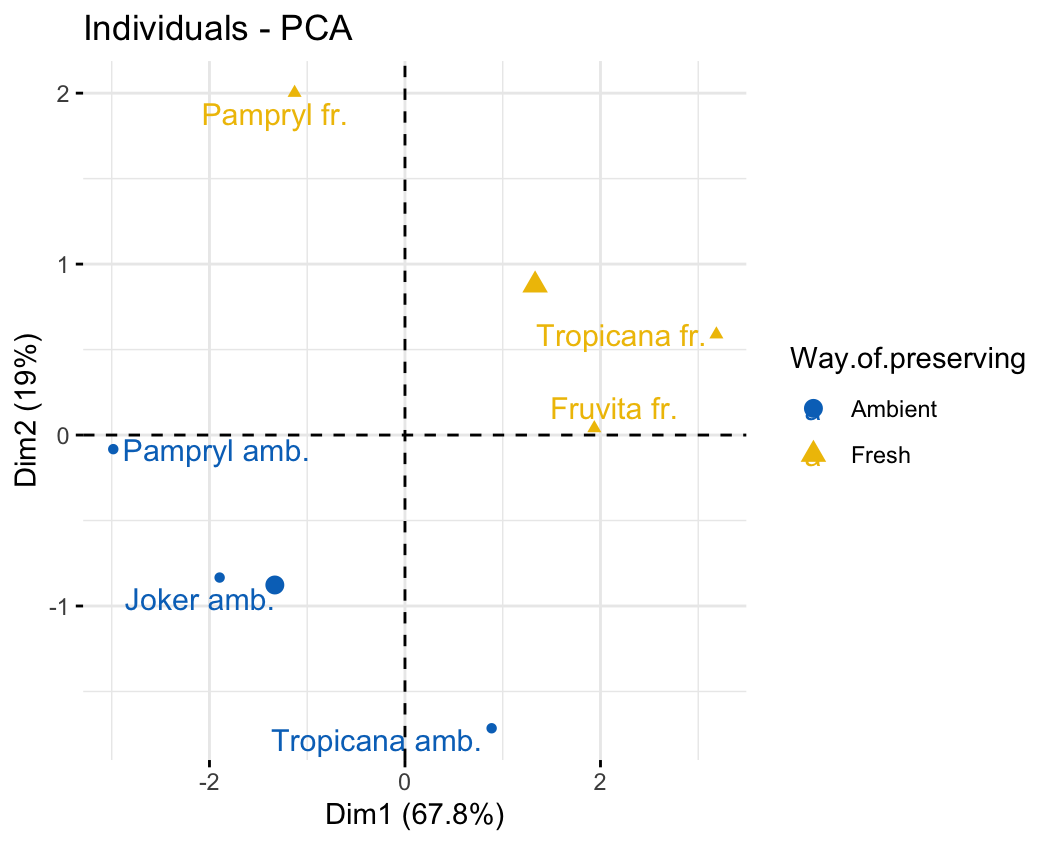 Individuals - PCA
2
Pampryl fr.
1
Tropicana fr.
Fruvita fr.
0
Pampryl amb.
Joker amb.
-1
Tropicana amb.
-2
0
2
Dim1 (67.8%)
Dim2 (19%)
Way.of.preserving
a Ambient
a Fresh